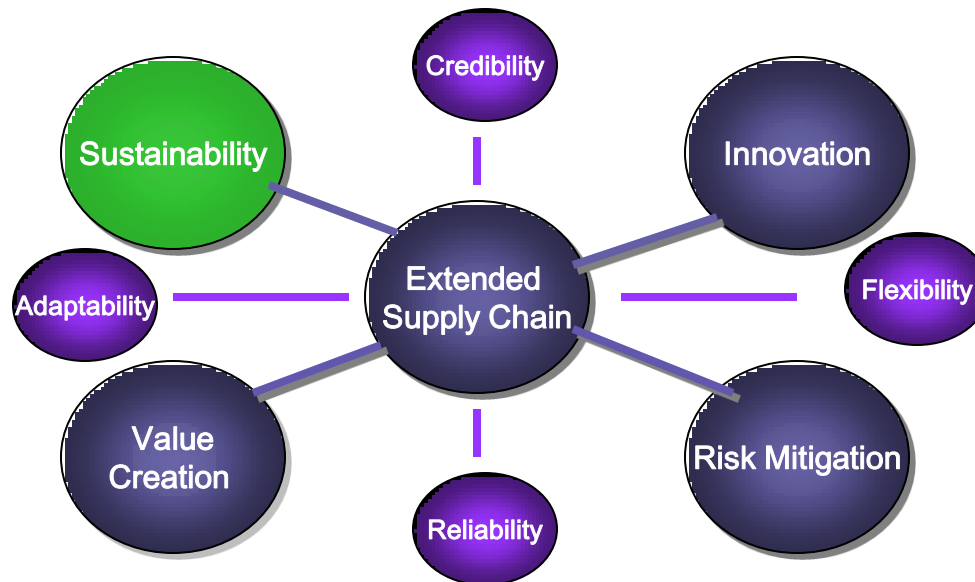 Credibility
Sustainability
Innovation
Extended
Supply Chain
Adaptability
Flexibility
Value
Creation
Risk Mitigation
Reliability